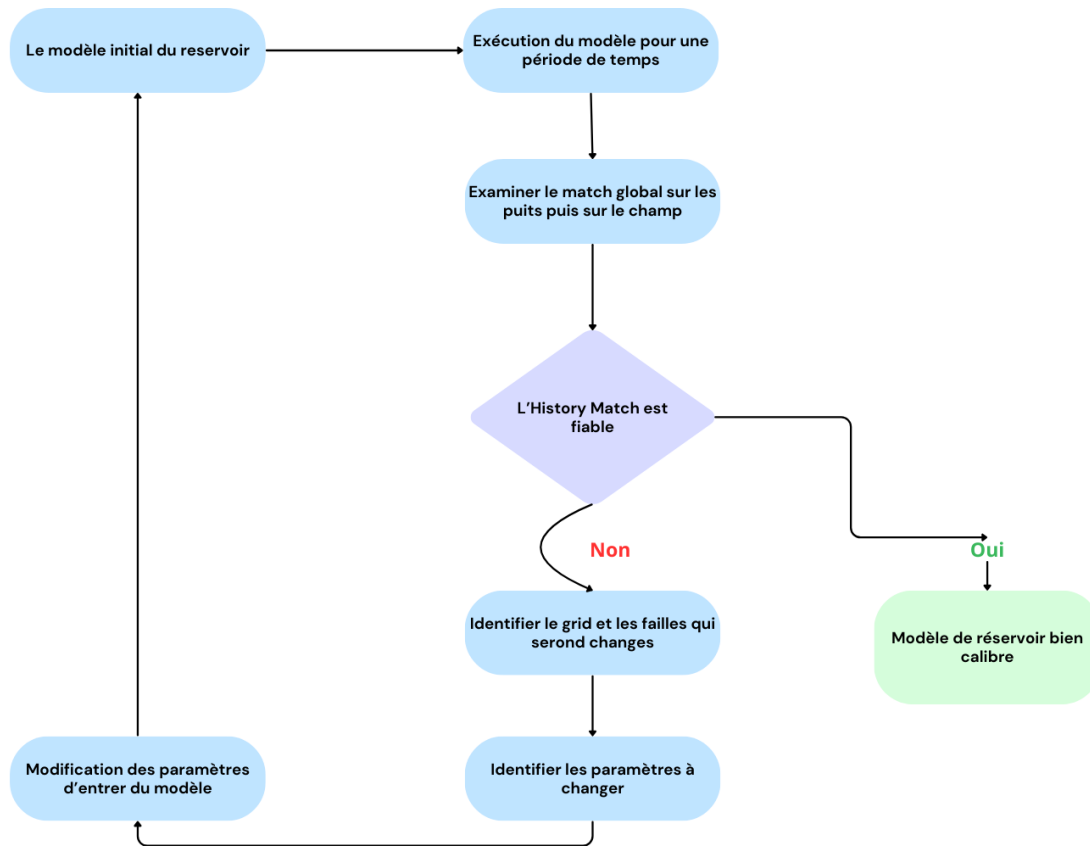 Le modèle initial du reservoir
Exécution du modèle pour une
période de temps
Examiner le match global sur les
puits puis sur le champ
L'History Match est
fiable
Non
Oui
Identifier le grid et les failles qui
serond changes
Modèle de réservoir bien
calibre
Identifier les paramètres à
changer
Modification des paramètres
d'entrer du modèle